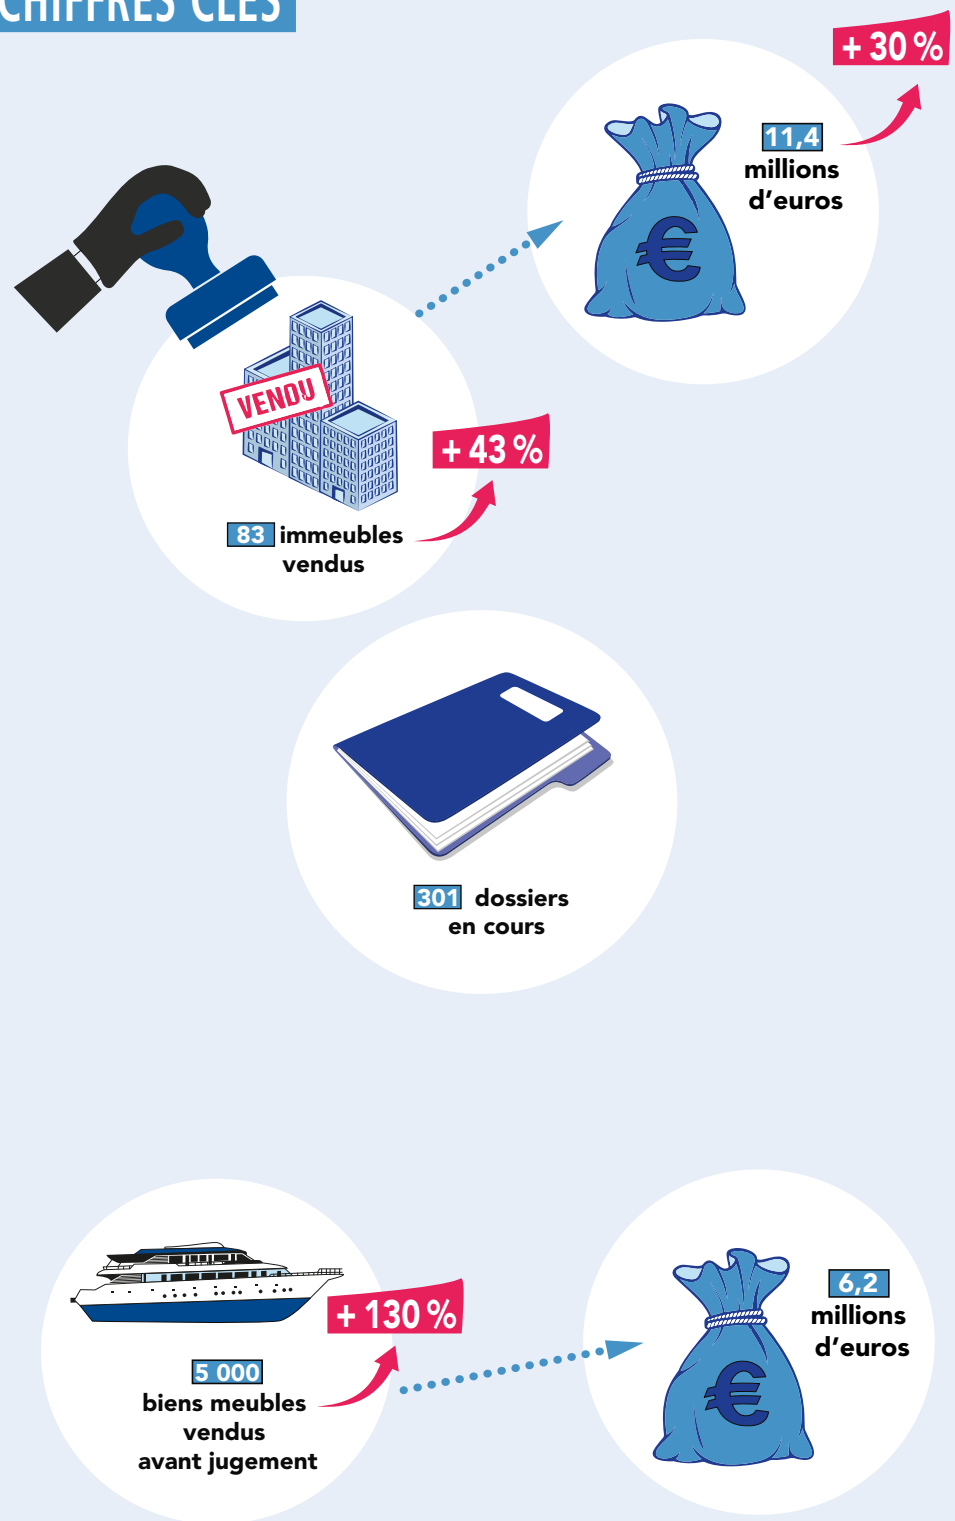 CHIFFRES CLÉS
+ 30 %
11,4
millions
d’euros
VENDU
+ 43 %
83 immeubles
vendus
301 dossiers
en cours
+ 130 %
5 000
biens meubles
vendus
avant jugement
6,2
millions
d’euros